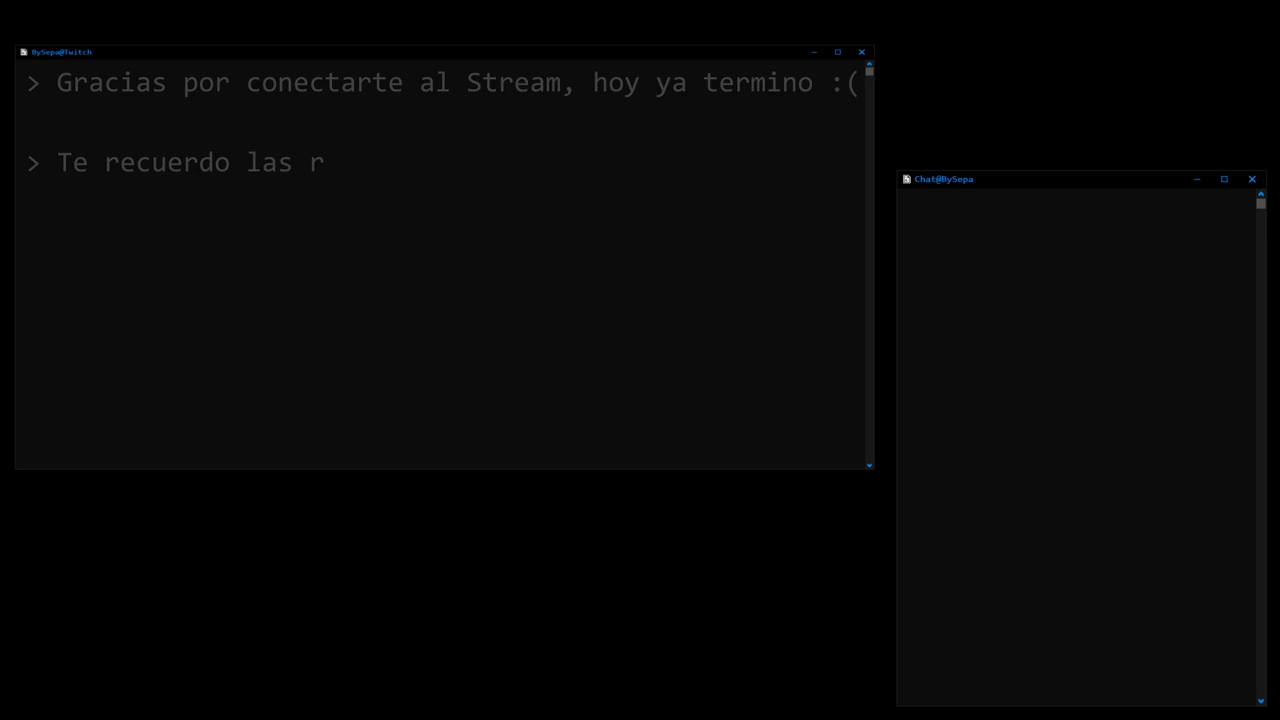 BySepa@Twitch
> Gracias por conectarte al Stream, hoy ya termino :(
> Te recuerdo las r
Chat@BySepa